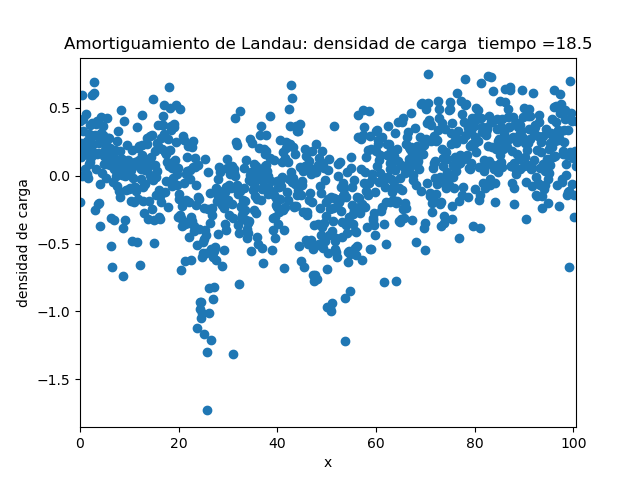 Amortiguamiento de Landau: densidad de carga  tiempo =18.5
densidad de carga
0.5
0.0
−0.5
−1.0
−1.5
0 20 40 60 80 100
x